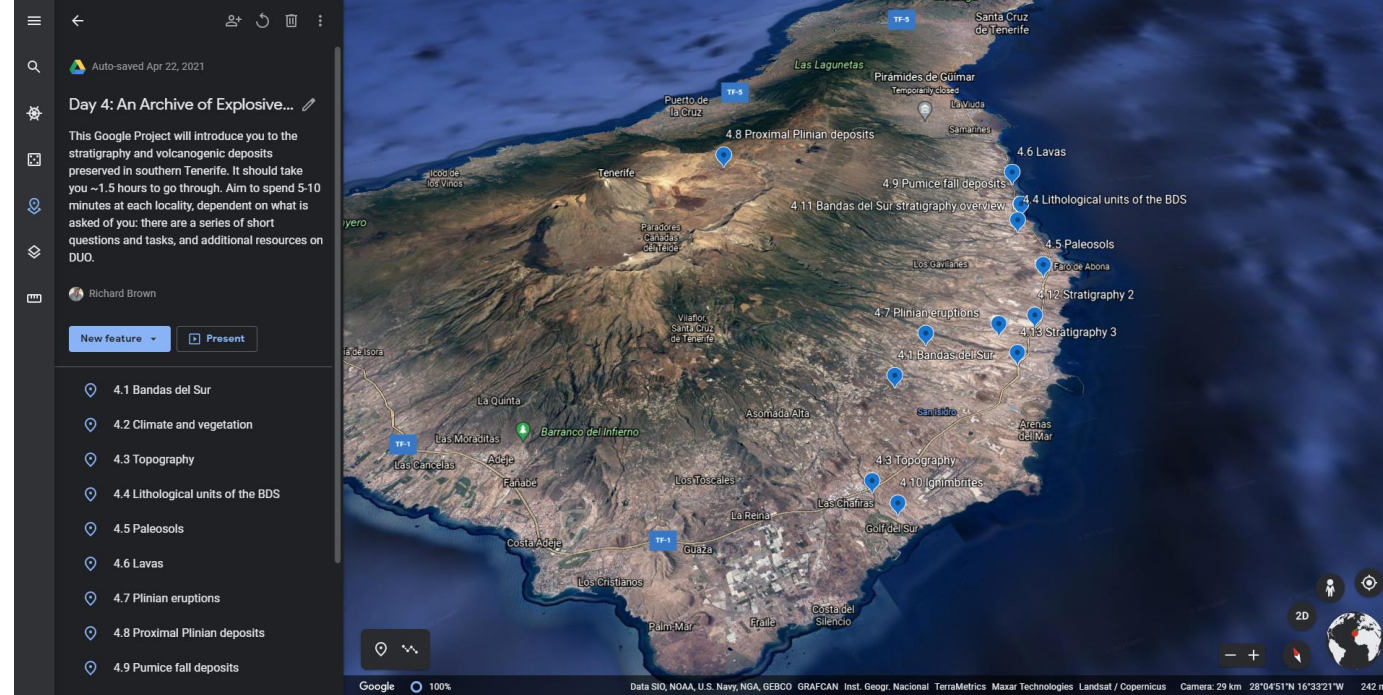 Auto-saved Apr 22, 2021
Day 4: An Archive of Explosive...
This Google Project will introduce you to the
stratigraphy and volcanogenic deposits
preserved in southern Tenerife. It should take
you ~1.5 hours to go through. Aim to spend 5-10
minutes at each locality, dependent on what is
asked of you: there are a series of short
questions and tasks, and additional resources on
DUO.
Richard Brown
New feature
Present
4.1 Bandas del Sur
4.2 Climate and vegetation
4.3 Topography
4.4 Lithological units of the BDS
4.5 Paleosols
4.6 Lavas
4.7 Plinian eruptions
4.8 Proximal Plinian deposits
4.9 Pumice fall deposits
TF-5
Santa Cruz
de Tenerife
Las Lagunetas
Pirámides de Güímar
Temporarily closed
TF-5
Puerto de
la Cruz
La Viuda
Samarines
4.8 Proximal Plinian deposits
4.6 Lavas
Icod de
los Vinos
Tenerife
4.9 Pumice fall deposits
4.4 Lithological units of the BDS
4.11 Bandas del Sur stratigraphy overview
yero
Paradores
Cañadas
del Teide
4.5 Paleosols
Los Gavilanes
Faro de Abona
4.12 Stratigraphy 2
4.7 Plinian eruptions
Vilaflor,
Santa Cruz
de Tenerife
4.13 Stratigraphy 3
ía de Isora
4.1 Bandas del Sur
La Quinta
Asomada Alta
San Isidro
Arenas
del Mar
Barranco del Infierno
TF-1
Las Moraditas
Las Cancelas
Adeje
Fañabé
4.3 Topography
Los Toscales
4.10 Ignimbrites
Las Chafiras
La Reina
Golf del Sur
Costa Adeje
TF-1
Guaza
Los Cristianos
Costa del
Silencio
Palm-Mar
Fraile
2D
Google
100%
Data SIO, NOAA, U.S. Navy, NGA, GEBCO GRAFCAN Inst. Geogr. Nacional TerraMetrics Maxar Technologies Landsat / Copernicus Camera: 29 km 28°04'51"N 16°33'21"W 242 m